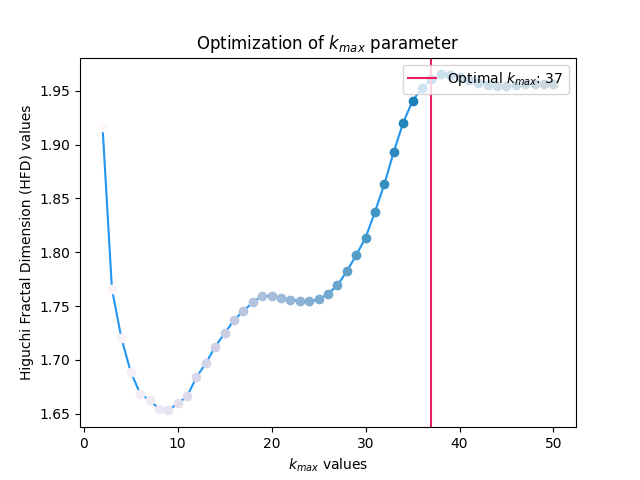 Optimization of k_max parameter
Optimal k_max: 37
1.95
1.90
1.85
1.80
1.75
1.70
1.65
Higuchi Fractal Dimension (HFD) values
0 10 20 30 40 50
k_max values